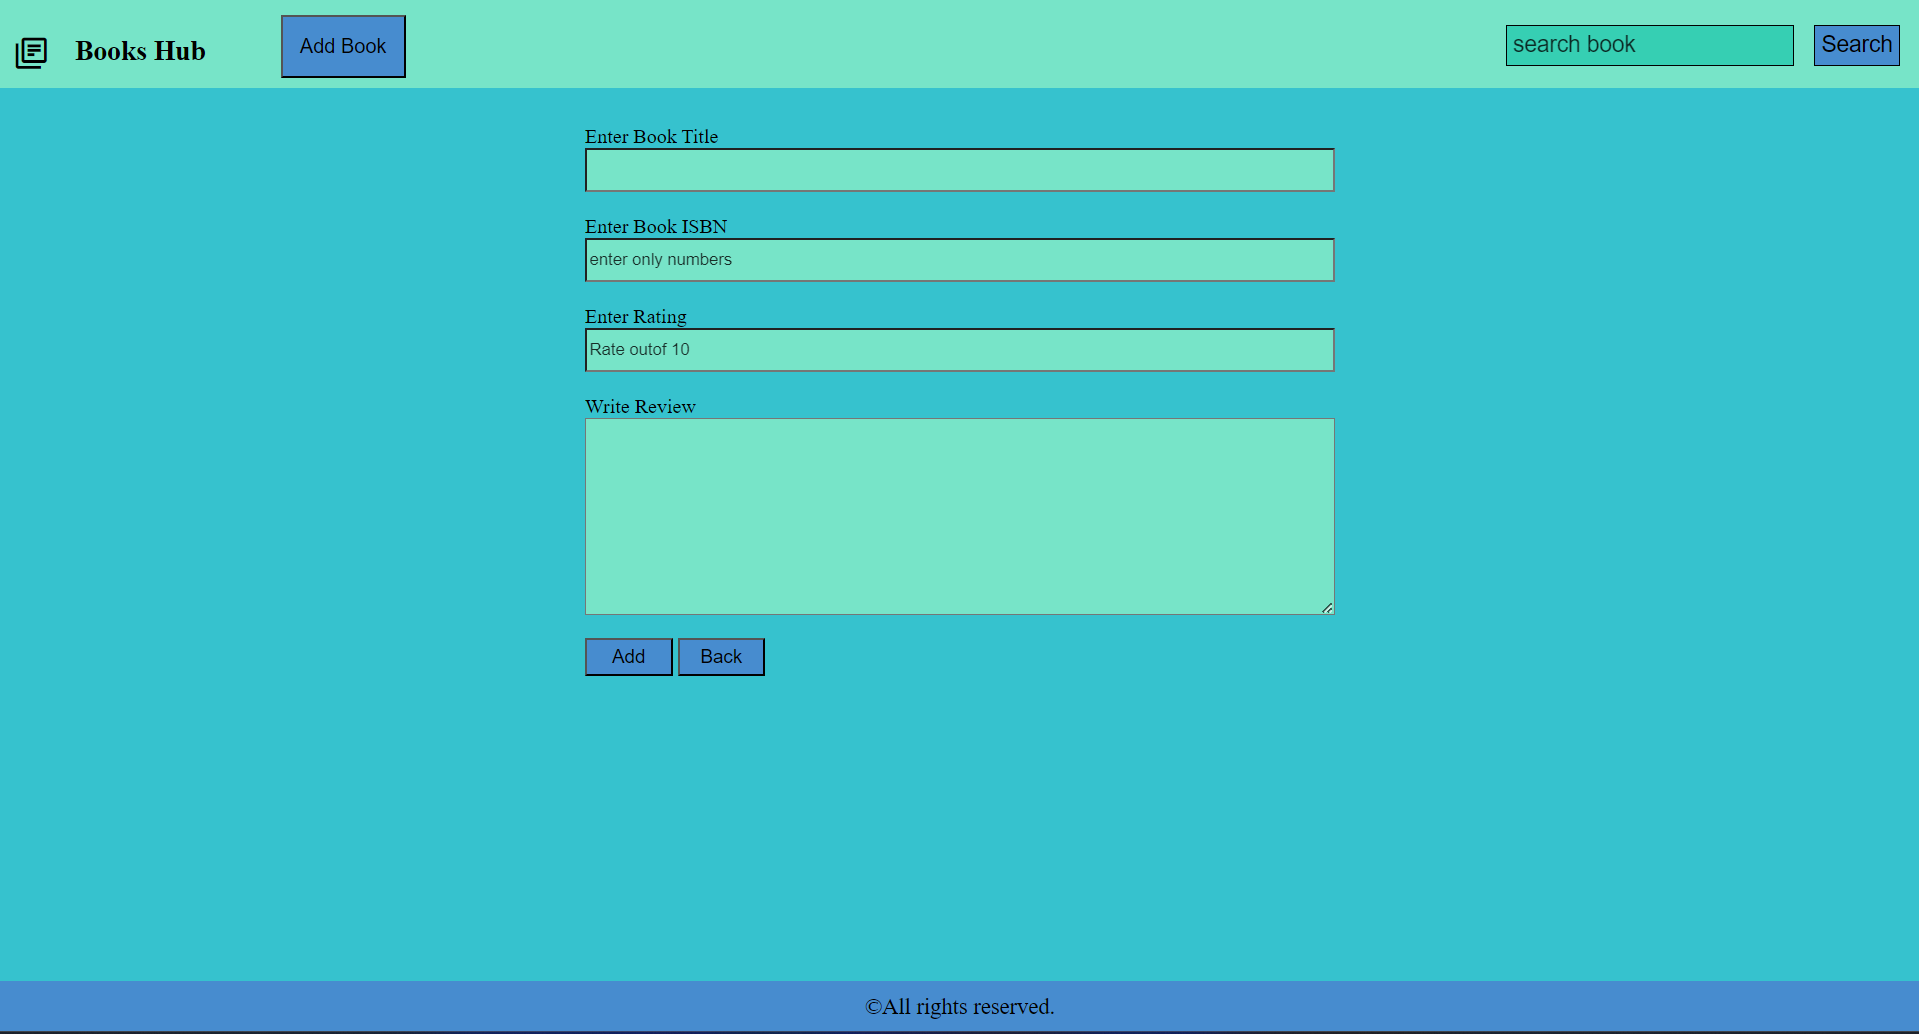 Books Hub
Add Book
search book
Search
Enter Book Title
Enter Book ISBN
enter only numbers
Enter Rating
Rate outof 10
Write Review
Add
Back
©All rights reserved.